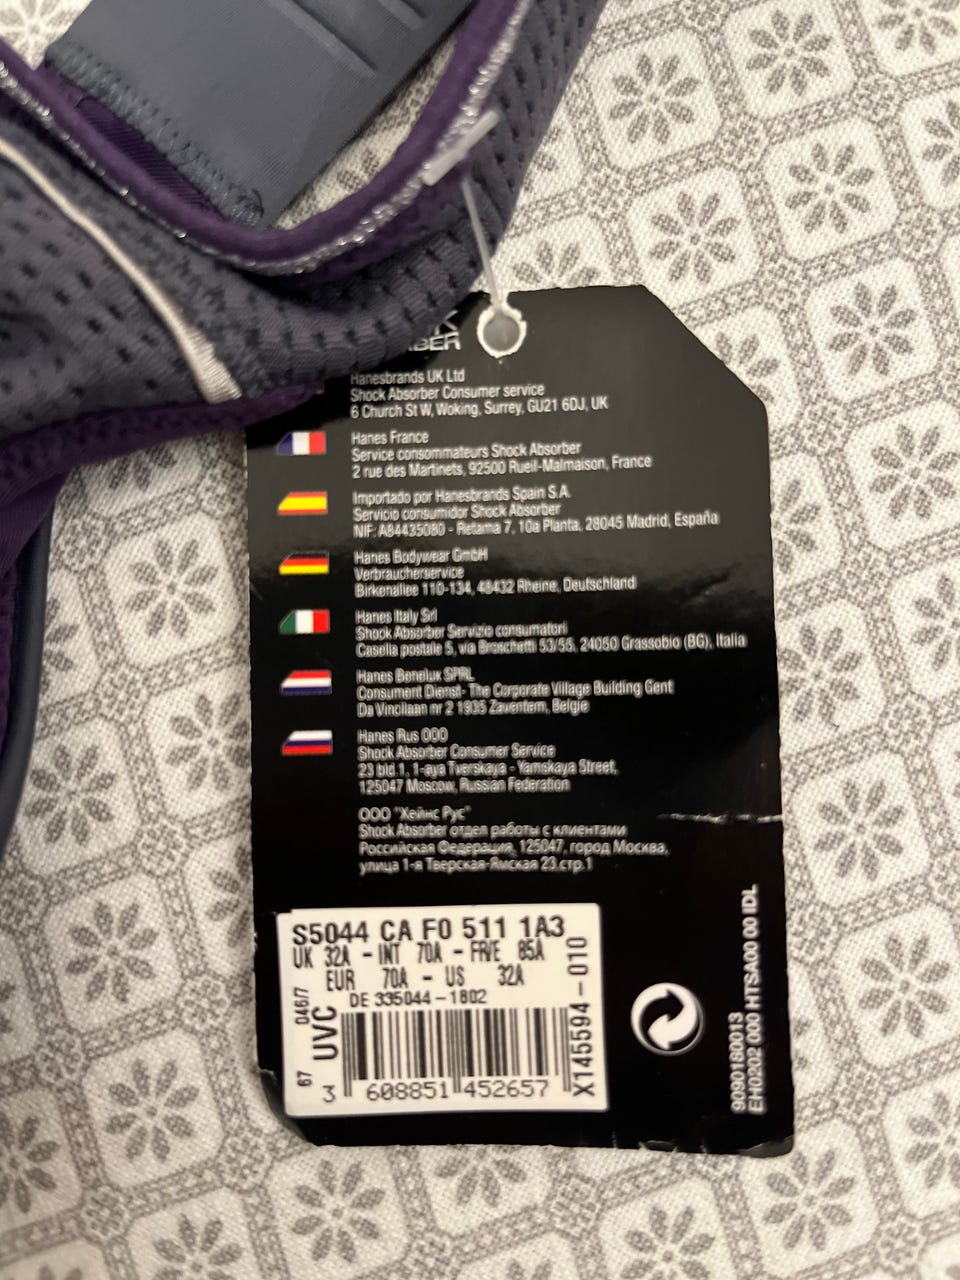 Hanesbrands UK Ltd
Shock Absorber Consumer service
6 Church St W, Woking, Surrey, GU21 6DJ, UK
Hanes France
Service consommateurs Shock Absorber
2 rue des Martinets, 92500 Rueil-Malmaison, France
Importado por Hanesbrands Spain S.A.
Servicio consumidor Shock Absorber
NIF: A84435080 - Retama 7, 10a Planta, 28045 Madrid, España
Hanes Bodywear GmbH
Verbraucherservice
Birkenallee 110-134, 48432 Rheine, Deutschland
Hanes Italy Srl
Shock Absorber Servizio consumatori
Casella postale 5, via Boschetti 53/55, 24050 Grassobio (BG), Italia
Hanes Benelux SPRL
Consument Dienst- The Corporate Village Building Gent
Da Vincilaan nr 2 1935 Zaventem, Belgie
Hanes Rus OOO
Shock Absorber Consumer Service
23 bld.1, 1-aya Tverskaya - Yamskaya Street,
125047 Moscow, Russian Federation
ООО "Хейнс Рус"
Shock Absorber отдел работы с клиентами
Российская Федерация, 125047, город Москва,
улица 1-я Тверская-Ямская 23.стр.1
S5044 CA F0 511 1A3
UK 32A - INT 70A - FR/E 85A
EUR 70A - US 32A
DE 335044-1802
67 046/7
UVC
3 608851 452657
X145594-010
9090180013
EH0202 000 HTSA00 00 IDL